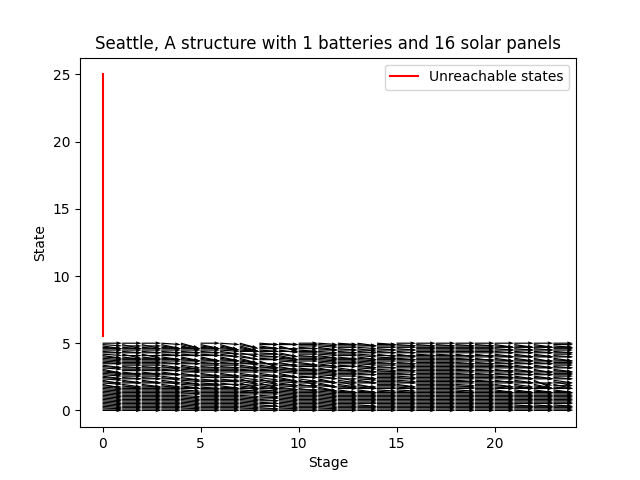 Seattle, A structure with 1 batteries and 16 solar panels
Unreachable states
25
20
15
10
5
0
State
0 5 10 15 20
Stage